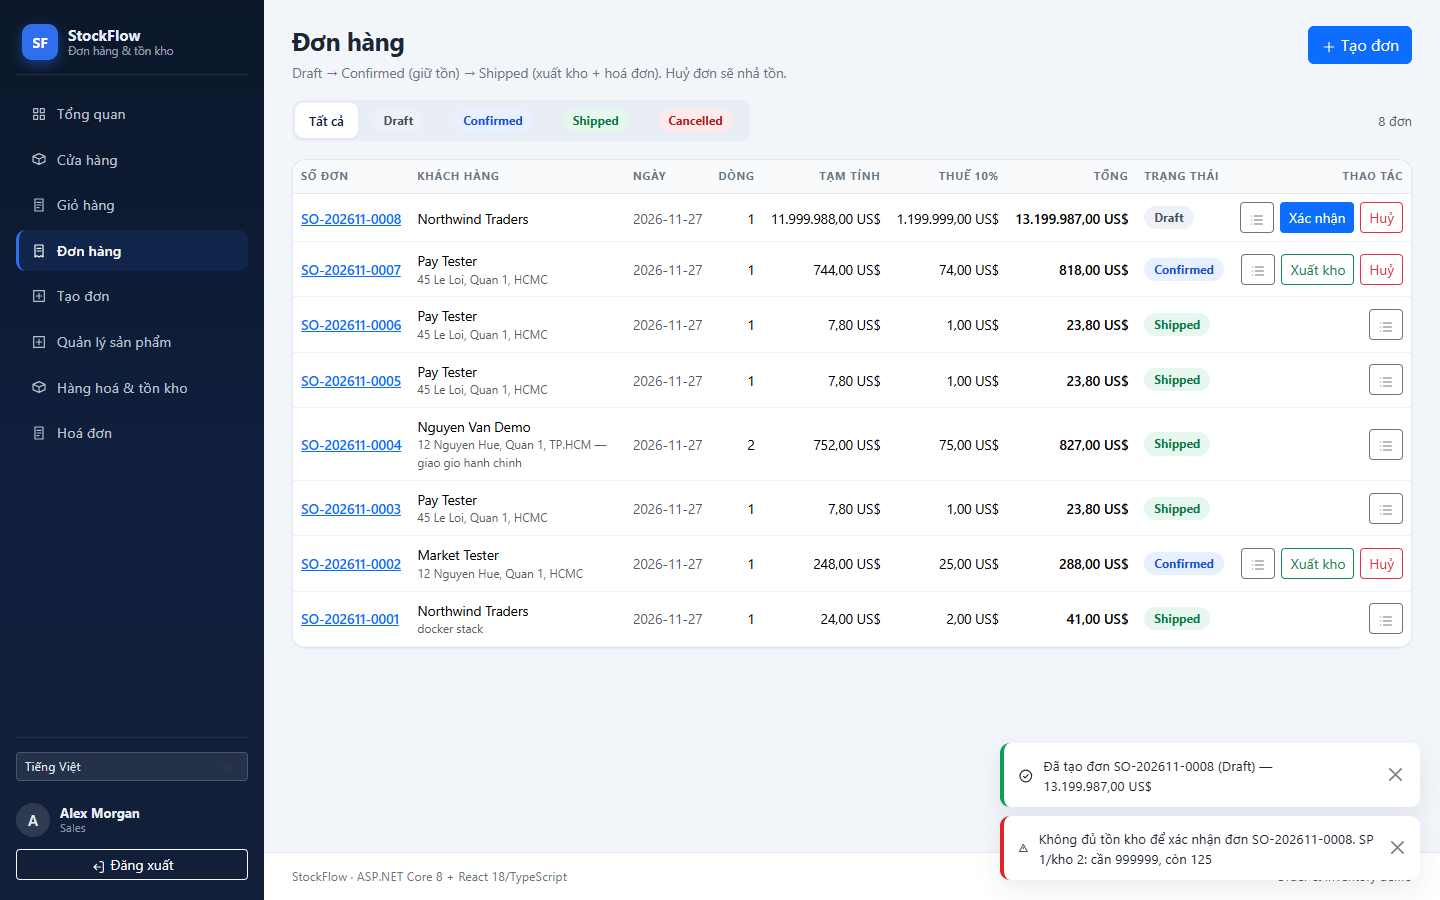 SF
StockFlow
Đơn hàng & tồn kho
Tổng quan
Cửa hàng
Giỏ hàng
Đơn hàng
Tạo đơn
Quản lý sản phẩm
Hàng hoá & tồn kho
Hoá đơn
Tiếng Việt
A
Alex Morgan
Sales
Đăng xuất
Đơn hàng
Draft → Confirmed (giữ tồn) → Shipped (xuất kho + hoá đơn). Huỷ đơn sẽ nhả tồn.
+ Tạo đơn
Tất cả Draft Confirmed Shipped Cancelled
8 đơn
SỐ ĐƠN KHÁCH HÀNG NGÀY DÒNG TẠM TÍNH THUẾ 10% TỔNG TRẠNG THÁI THAO TÁC
SO-202611-0008 Northwind Traders 2026-11-27 1 11.999.988,00 US$ 1.199.999,00 US$ 13.199.987,00 US$ Draft Xác nhận Huỷ
SO-202611-0007 Pay Tester 2026-11-27 1 744,00 US$ 74,00 US$ 818,00 US$ Confirmed Xuất kho Huỷ
45 Le Loi, Quan 1, HCMC
SO-202611-0006 Pay Tester 2026-11-27 1 7,80 US$ 1,00 US$ 23,80 US$ Shipped
45 Le Loi, Quan 1, HCMC
SO-202611-0005 Pay Tester 2026-11-27 1 7,80 US$ 1,00 US$ 23,80 US$ Shipped
45 Le Loi, Quan 1, HCMC
SO-202611-0004 Nguyen Van Demo 2026-11-27 2 752,00 US$ 75,00 US$ 827,00 US$ Shipped
12 Nguyen Hue, Quan 1, TP.HCM —
giao gio hanh chinh
SO-202611-0003 Pay Tester 2026-11-27 1 7,80 US$ 1,00 US$ 23,80 US$ Shipped
45 Le Loi, Quan 1, HCMC
SO-202611-0002 Market Tester 2026-11-27 1 248,00 US$ 25,00 US$ 288,00 US$ Confirmed Xuất kho Huỷ
12 Nguyen Hue, Quan 1, HCMC
SO-202611-0001 Northwind Traders 2026-11-27 1 24,00 US$ 2,00 US$ 41,00 US$ Shipped
docker stack
Đã tạo đơn SO-202611-0008 (Draft) —
13.199.987,00 US$
Không đủ tồn kho để xác nhận đơn SO-202611-0008. SP
1/kho 2: cần 999999, còn 125
StockFlow · ASP.NET Core 8 + React 18/TypeScript